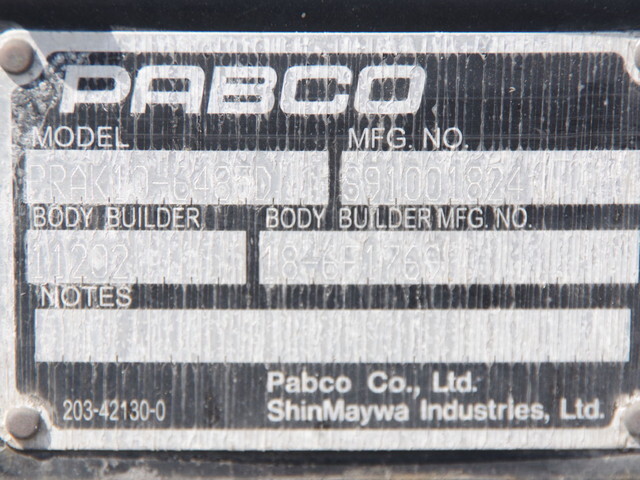 PABCO
MODEL MFG. NO.
BODY BUILDER BODY BUILDER MFG. NO.
11202
NOTES
Pabco Co., Ltd.
203-42130-0 ShinMaywa Industries, Ltd.